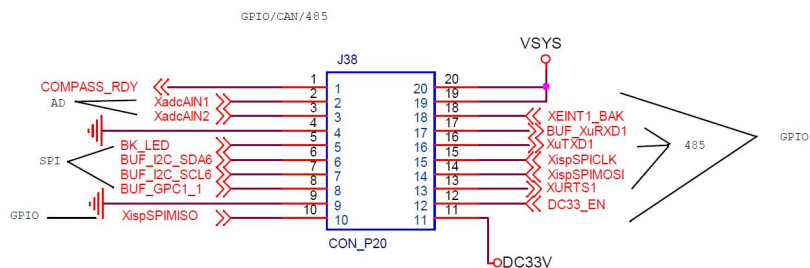 GPIO/CAN/485
VSYS
J38
COMPASS_RDY 1 1 20 20
AD XadcAIN1 2 2 19 19
XadcAIN2 3 3 18 18 XEINT1_BAK
4 4 17 17 BUF_XuRXD1
BK_LED 5 5 16 16 XuTXD1 485 GPIO
SPI BUF_I2C_SDA6 6 6 15 15 XispSPICLK
BUF_I2C_SCL6 7 7 14 14 XispSPIMOSI
BUF_GPC1_1 8 8 13 13 XURTS1
9 9 12 12 DC33_EN
GPIO XispSPIMISO 10 10 11 11
CON_P20
DC33V